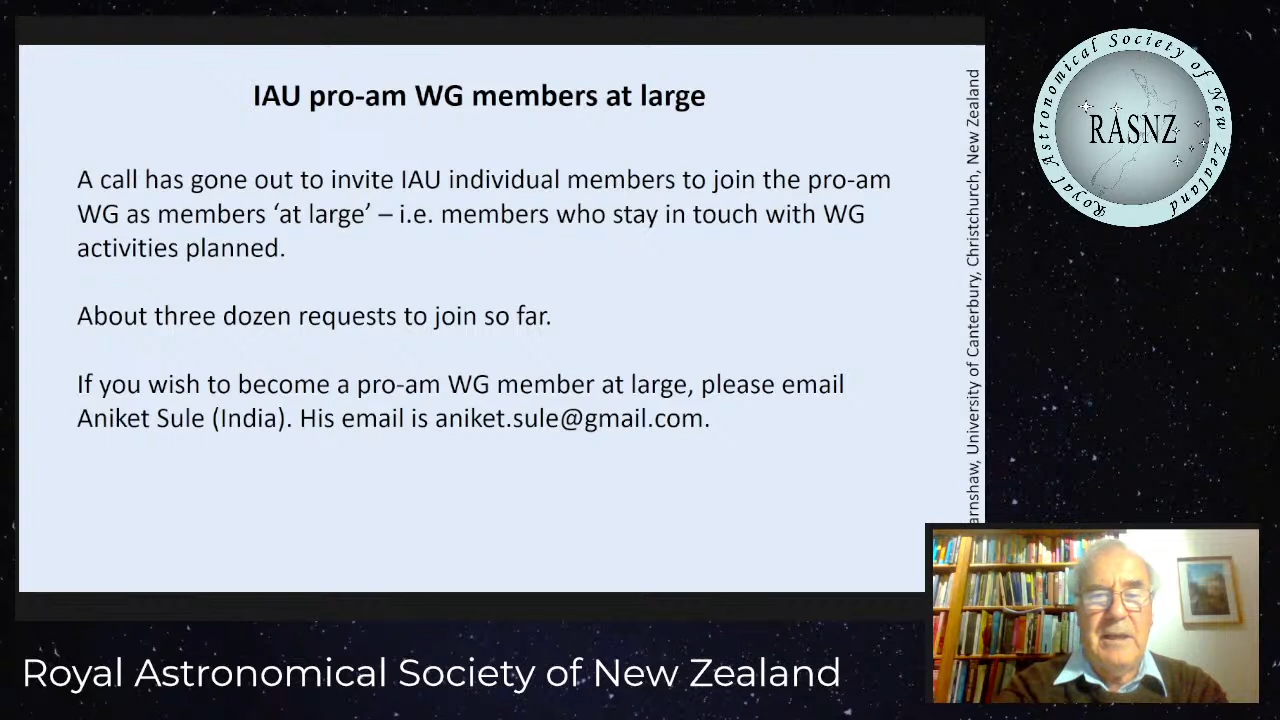 IAU pro-am WG members at large
A call has gone out to invite IAU individual members to join the pro-am
WG as members ‘at large’ – i.e. members who stay in touch with WG
activities planned.
About three dozen requests to join so far.
If you wish to become a pro-am WG member at large, please email
Aniket Sule (India). His email is aniket.sule@gmail.com.
arnshaw, University of Canterbury, Christchurch, New Zealand
Royal Astronomical Society of New Zealand
RASNZ
Royal Astronomical Society of New Zealand